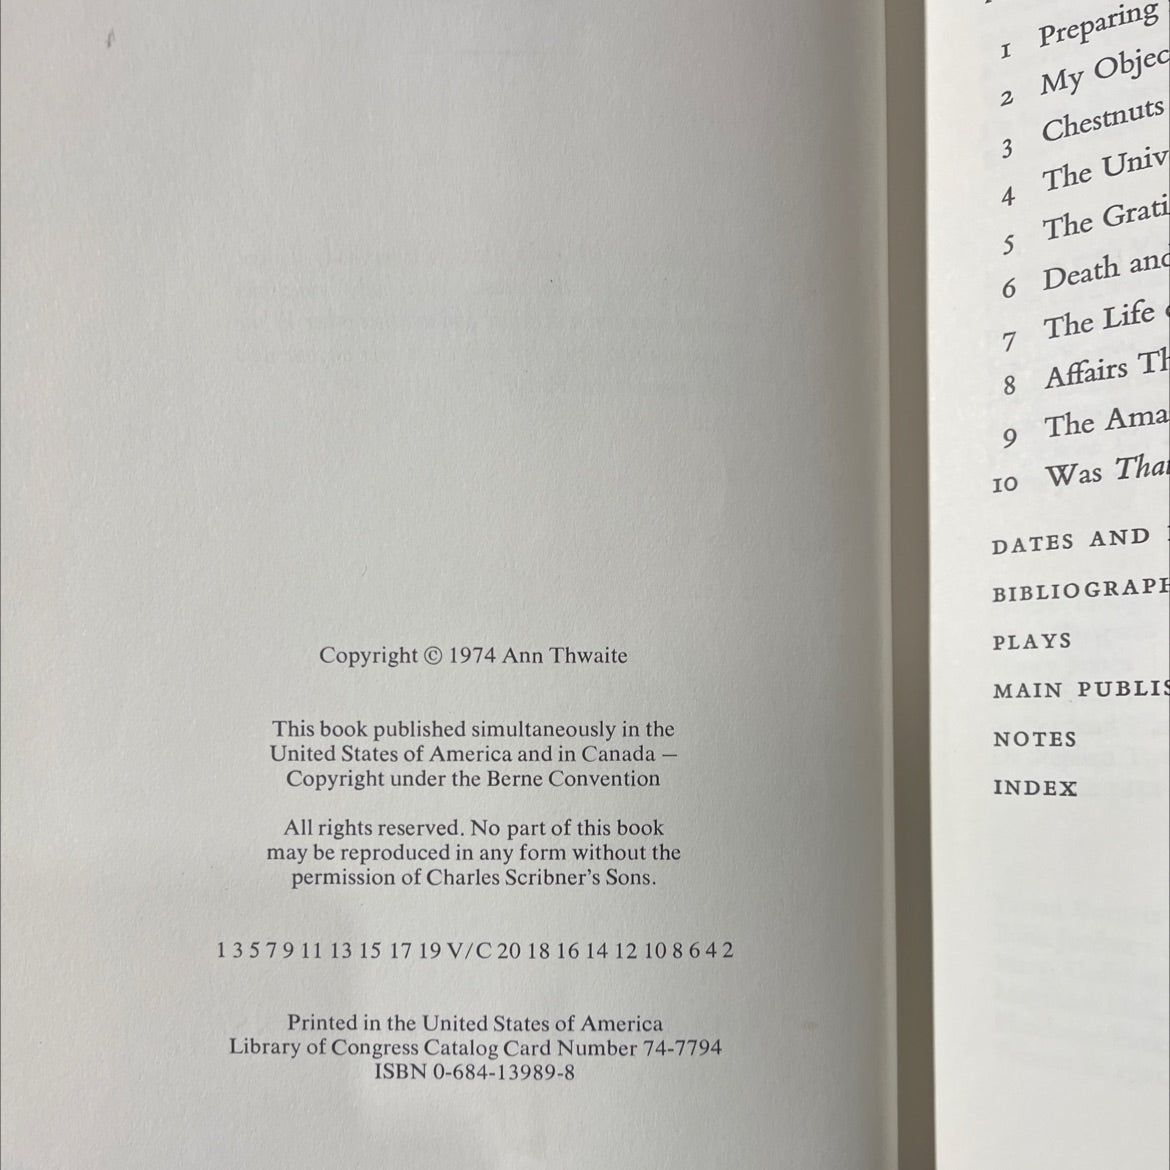 Copyright © 1974 Ann Thwaite
This book published simultaneously in the
United States of America and in Canada —
Copyright under the Berne Convention
All rights reserved. No part of this book
may be reproduced in any form without the
permission of Charles Scribner's Sons.
1 3 5 7 9 11 13 15 17 19 V/C 20 18 16 14 12 10 8 6 4 2
Printed in the United States of America
Library of Congress Catalog Card Number 74-7794
ISBN 0-684-13989-8
1 Preparing
2 My Objec
3 Chestnuts
4 The Univ
5 The Grati
6 Death and
7 The Life
8 Affairs Th
9 The Ama
10 Was That
DATES AND
BIBLIOGRAPH
PLAYS
MAIN PUBLIS
NOTES
INDEX